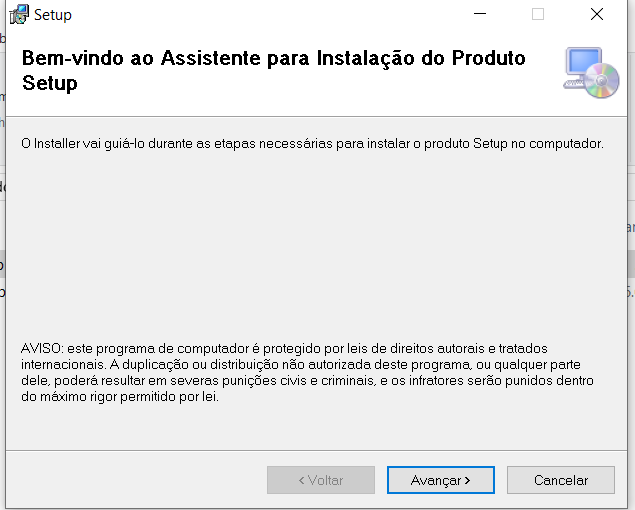 Setup
Bem-vindo ao Assistente para Instalação do Produto
Setup
O Installer vai guiá-lo durante as etapas necessárias para instalar o produto Setup no computador.
AVISO: este programa de computador é protegido por leis de direitos autorais e tratados
internacionais. A duplicação ou distribuição não autorizada deste programa, ou qualquer parte
dele, poderá resultar em severas punições civis e criminais, e os infratores serão punidos dentro
do máximo rigor permitido por lei.
< Voltar
Avançar >
Cancelar